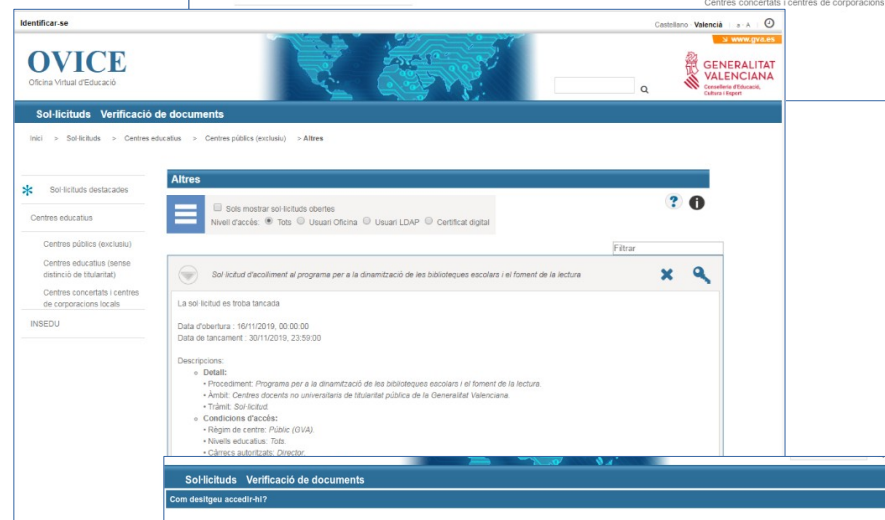 Centres concertats i centres de corporacions
Identificar-se
Castellano · Valencià | a · A |
www.gva.es
OVICE
Oficina Virtual d'Educació
GENERALITAT
VALENCIANA
Conselleria d'Educació,
Cultura i Esport
Sol·licituds Verificació de documents
Inici > Sol·licituds > Centres educatius > Centres públics (exclusiu) > Altres
Sol·licituds destacades
Centres educatius
Centres públics (exclusiu)
Centres educatius (sense
distinció de titularitat)
Centres concertats i centres
de corporacions locals
INSEDU
Altres
Sols mostrar sol·licituds obertes
Nivell d'accés: Tots Usuari Oficina Usuari LDAP Certificat digital
Filtrar
Sol·licitud d'acolliment al programa per a la dinamització de les biblioteques escolars i el foment de la lectura
La sol·licitud es troba tancada
Data d'obertura : 16/11/2019, 00:00:00
Data de tancament : 30/11/2019, 23:59:00
Descripcions:
Detall:
• Procediment: Programa per a la dinamització de les biblioteques escolars i el foment de la lectura.
• Àmbit: Centres docents no universitaris de titularitat pública de la Generalitat Valenciana.
• Tràmit: Sol·licitud.
Condicions d'accés:
• Règim de centre: Públic (GVA).
• Nivells educatius: Tots.
• Càrrecs autoritzats: Director.
Sol·licituds Verificació de documents
Com desitgeu accedir-hi?